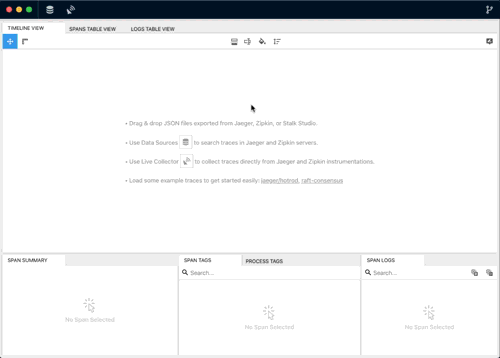 TIMELINE VIEW
SPANS TABLE VIEW
LOGS TABLE VIEW
• Drag & drop JSON files exported from Jaeger, Zipkin, or Stalk Studio.
• Use Data Sources to search traces in Jaeger and Zipkin servers.
• Use Live Collector to collect traces directly from Jaeger and Zipkin instrumentations.
• Load some example traces to get started easily: jaeger/hotrod, raft-consensus
SPAN SUMMARY
SPAN TAGS
PROCESS TAGS
SPAN LOGS
Search...
Search...
No Span Selected
No Span Selected
No Span Selected